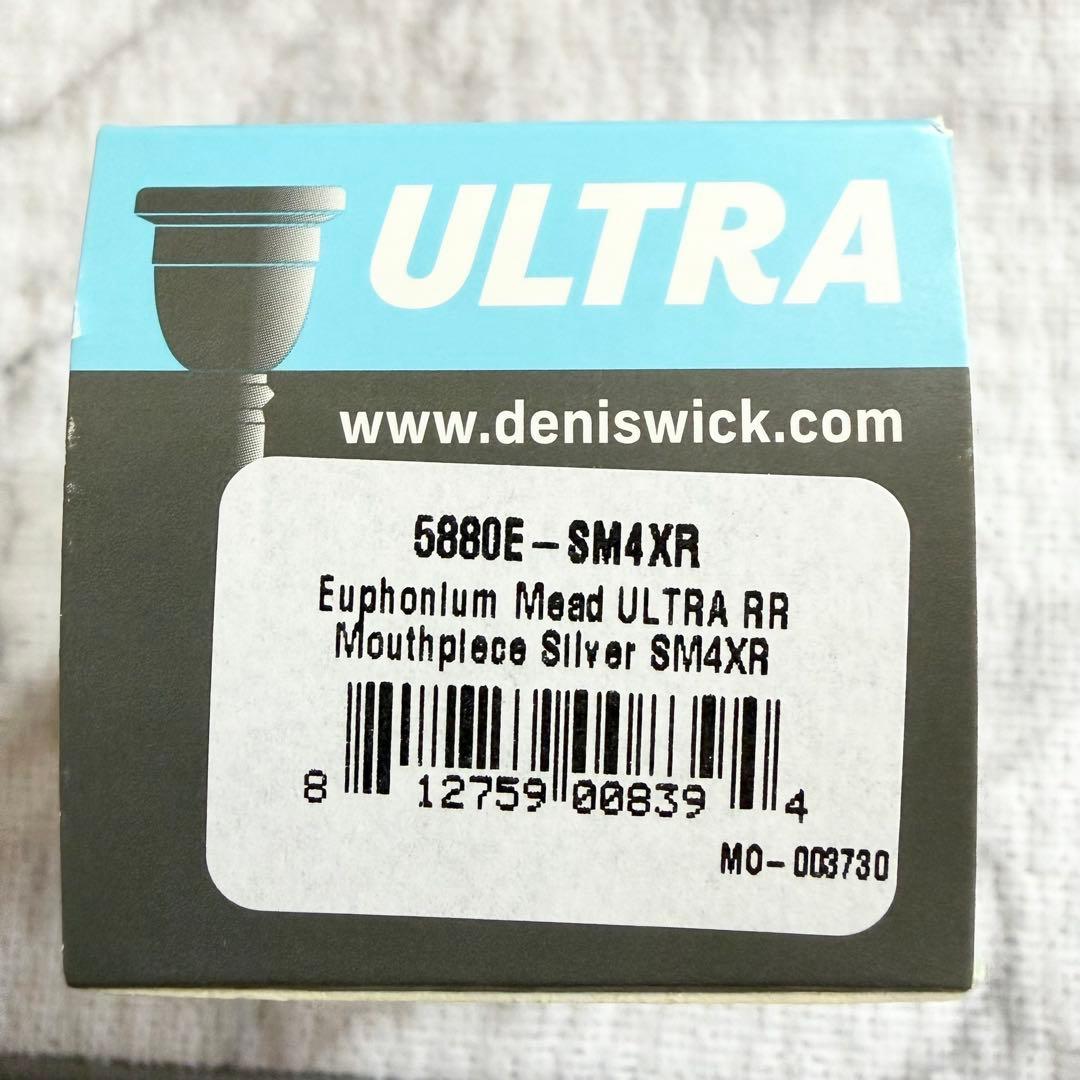 ULTRA
www.deniswick.com
5880E-SM4XR
Euphonium Mead ULTRA RR
Mouthpiece Silver SM4XR
8 12759 00839 4
MO-003730